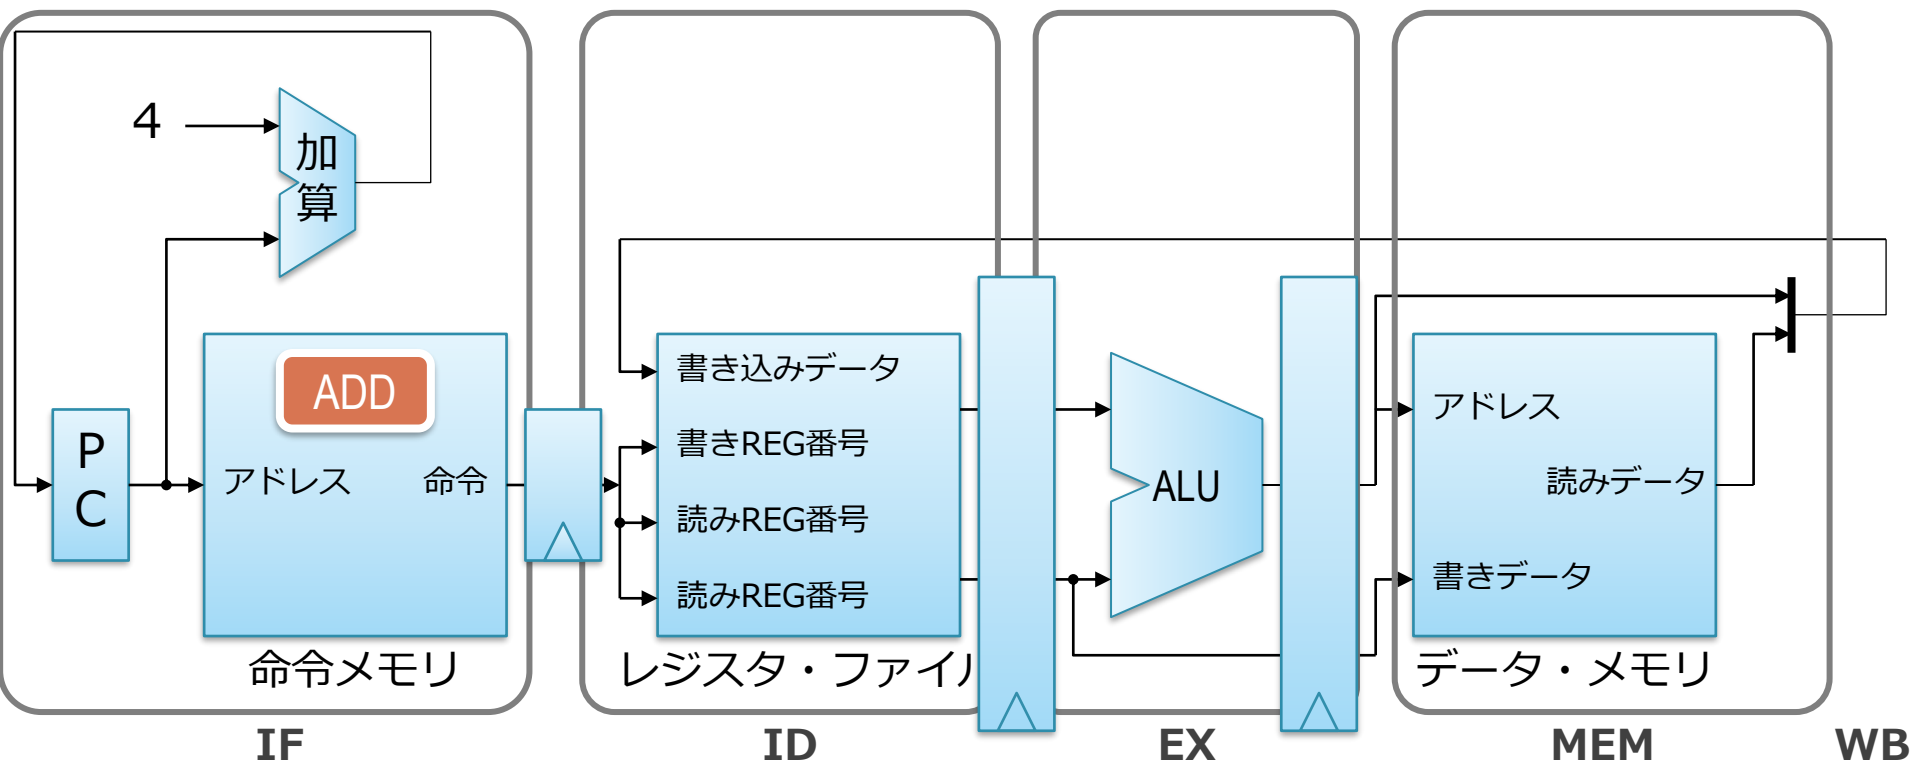 4
加
算
ADD
P
C
アドレス
命令
命令メモリ
書き込みデータ
書きREG番号
読みREG番号
読みREG番号
レジスタ・ファイル
ALU
アドレス
読みデータ
書きデータ
データ・メモリ
IF
ID
EX
MEM
WB